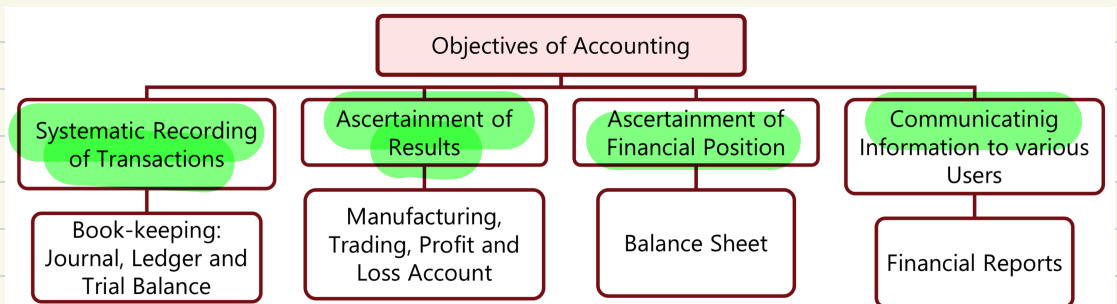 Objectives of Accounting
Systematic Recording
of Transactions
Ascertainment of
Results
Ascertainment of
Financial Position
Communicatinig
Information to various
Users
Book-keeping:
Journal, Ledger and
Trial Balance
Manufacturing,
Trading, Profit and
Loss Account
Balance Sheet
Financial Reports